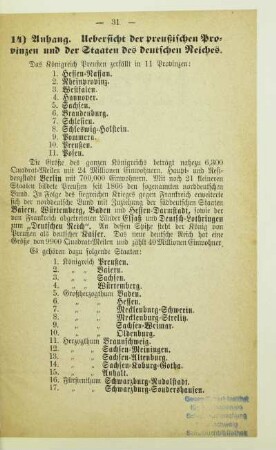 — 31 —
14) Anhang. Uebersicht der preußischen Pro-
vinzen und der Staaten des deutschen Reiches.
Das Königreich Preußen zerfällt in 11 Provinzen:
1. Hessen-Nassau.
2. Rheinprovinz.
3. Westfalen.
4. Hannover.
5. Sachsen.
6. Brandenburg.
7. Schlesien.
8. Schleswig-Holstein.
9. Pommern.
10. Preußen.
11. Posen.
Die Größe des ganzen Königreichs beträgt nahezu 6,300
Quadrat-Meilen mit 24 Millionen Einwohnern. Haupt- und Resi-
denzstadt Berlin mit 760,000 Einwohnern. Mit noch 21 kleineren
Staaten bildete Preußen seit 1866 den sogenannten norddeutschen
Bund. In Folge des siegreichen Krieges gegen Frankreich erweiterte
sich der norddeutsche Bund mit Zuziehung der süddeutschen Staaten
Baiern, Würtemberg, Baden und Hessen-Darmstadt, sowie der
von Frankreich abgetretenen Länder Elsaß und Deutsch-Lothringen
zum „Deutschen Reich". An dessen Spitze steht der König von
Preußen als deutscher Kaiser. Das neue deutsche Reich hat eine
Größe von 9900 Quadrat-Meilen und zählt 40 Millionen Einwohner.
Es gehören dazu folgende Staaten:
1. Königreich Preußen.
2. „ „ Baiern.
3. „ „ Sachsen.
4. „ „ Würtemberg.
5. Großherzogthum Baden.
6. „ „ Hessen.
7. „ „ Mecklenburg-Schwerin.
8. „ „ Mecklenburg-Strelitz.
9. „ „ Sachsen-Weimar.
10. „ „ Oldenburg.
11. Herzogthum Braunschweig.
12. „ „ Sachsen-Meiningen.
13. „ „ Sachsen-Altenburg.
14. „ „ Sachsen-Koburg-Gotha.
15. „ „ Anhalt.
16. Fürstenthum Schwarzburg-Rudolstadt.
17. „ „ Schwarzburg-Sondershausen.